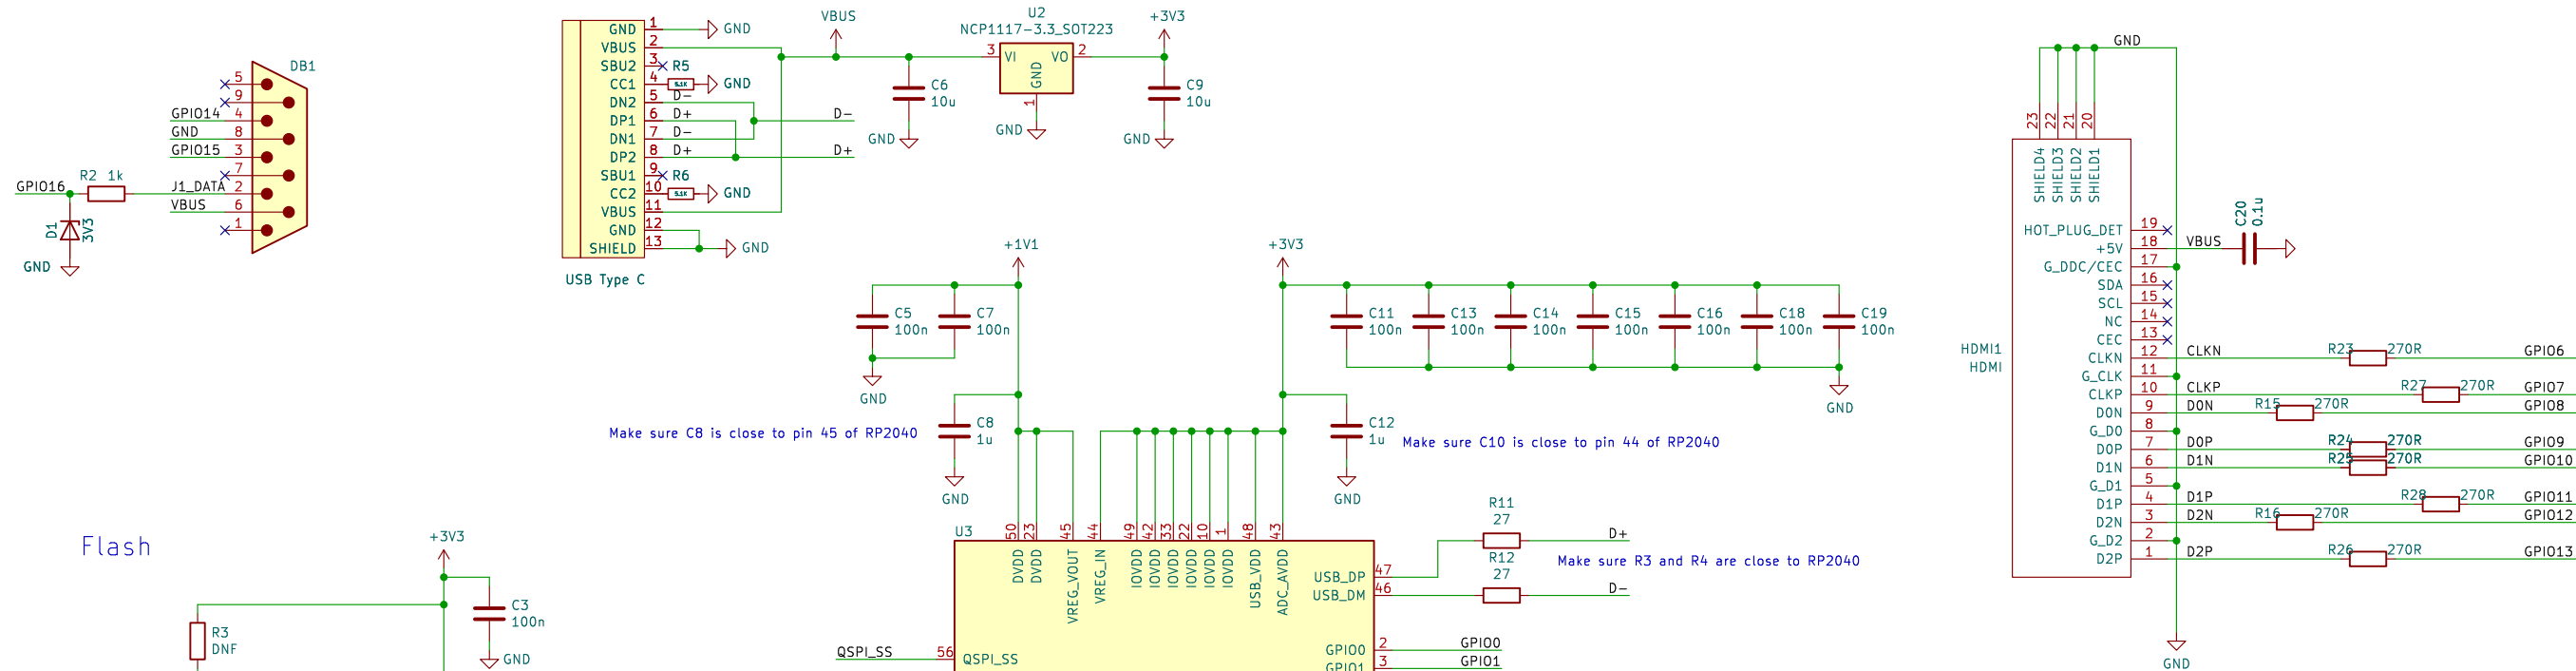 DB1
5
9
GPIO14 4
GND 8
GPIO15 3
7
GPIO16 R2 1k J1_DATA 2
VBUS 6
1
D1 3V3
GND
GND 1 GND
VBUS 2
SBU2 3 R5
CC1 4 5.1K GND
DN2 5 D-
DP1 6 D+ D-
DN1 7 D-
DP2 8 D+ D+
SBU1 9 R6
CC2 10 5.1K GND
VBUS 11
GND 12
SHIELD 13 GND
USB Type C
VBUS
U2
NCP1117-3.3_SOT223
+3V3
3 VI VO 2
GND
1
C6
10u
C9
10u
GND
GND
GND
+1V1
+3V3
C5
100n
C7
100n
C11
100n
C13
100n
C14
100n
C15
100n
C16
100n
C18
100n
C19
100n
GND
GND
Make sure C8 is close to pin 45 of RP2040
C8
1u
C12
1u
Make sure C10 is close to pin 44 of RP2040
GND
GND
U3
50 23 45 44 49 42 33 22 10 1 48 43
DVDD DVDD VREG_VOUT VREG_IN IOVDD IOVDD IOVDD IOVDD IOVDD IOVDD USB_VDD ADC_AVDD
R11
27
D+
R12
27
D-
Make sure R3 and R4 are close to RP2040
USB_DP 47
USB_DM 46
GPIO0 2 GPIO0
GPIO1 3 GPIO1
QSPI_SS 56 QSPI_SS
Flash
+3V3
C3
100n
R3
DNF
GND
GND
23 22 21 20
SHIELD4 SHIELD3 SHIELD2 SHIELD1
C20
0.1u
HOT_PLUG_DET 19
+5V 18 VBUS
G_DDC/CEC 17
SDA 16
SCL 15
NC 14
CEC 13
HDMI1
HDMI
CLKN 12 CLKN R23 270R GPIO6
G_CLK 11
CLKP 10 CLKP R27 270R GPIO7
D0N 9 D0N R15 270R GPIO8
G_D0 8
D0P 7 D0P R24 270R GPIO9
D1N 6 D1N R25 270R GPIO10
G_D1 5
D1P 4 D1P R28 270R GPIO11
D2N 3 D2N R16 270R GPIO12
G_D2 2
D2P 1 D2P R26 270R GPIO13
GND